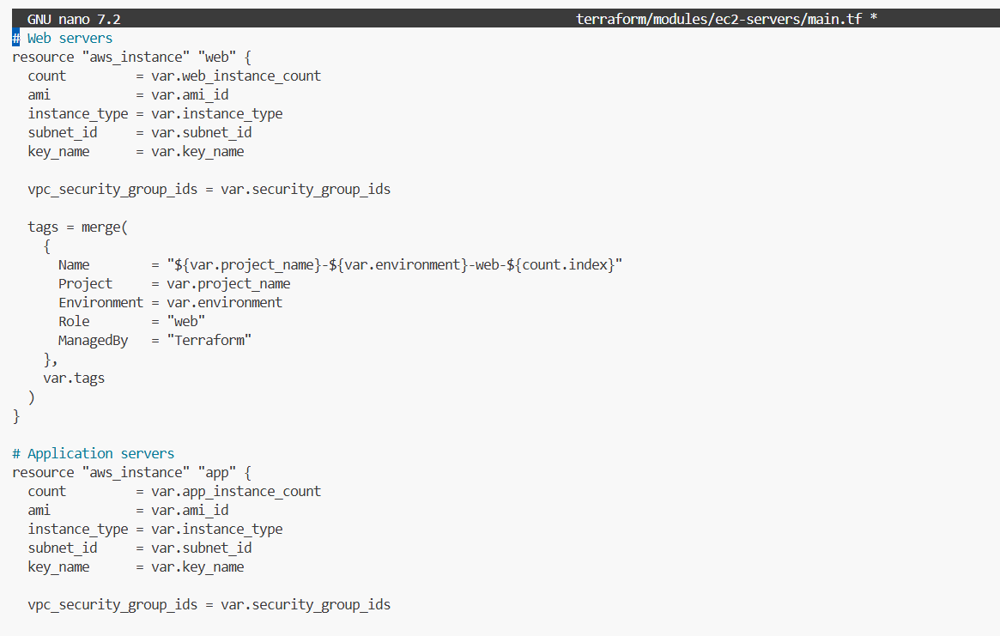 GNU nano 7.2 terraform/modules/ec2-servers/main.tf *
# Web servers
resource "aws_instance" "web" {
  count         = var.web_instance_count
  ami           = var.ami_id
  instance_type = var.instance_type
  subnet_id     = var.subnet_id
  key_name      = var.key_name

  vpc_security_group_ids = var.security_group_ids

  tags = merge(
    {
      Name        = "${var.project_name}-${var.environment}-web-${count.index}"
      Project     = var.project_name
      Environment = var.environment
      Role        = "web"
      ManagedBy   = "Terraform"
    },
    var.tags
  )
}

# Application servers
resource "aws_instance" "app" {
  count         = var.app_instance_count
  ami           = var.ami_id
  instance_type = var.instance_type
  subnet_id     = var.subnet_id
  key_name      = var.key_name

  vpc_security_group_ids = var.security_group_ids